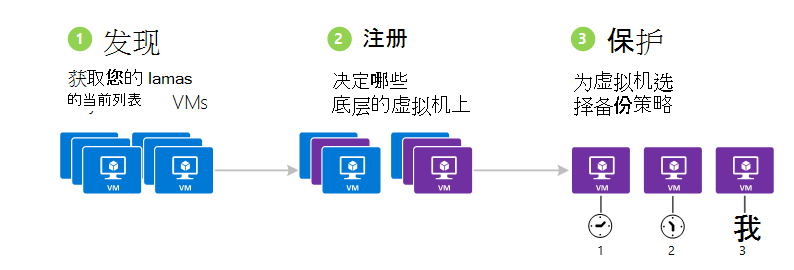 1 发现
获取您的 lamas
的当前列表 VMs
VM
VM
2 注册
决定哪些
底层的虚拟机上
VM
VM
3 保护
为虚拟机选
择备份策略
VM
VM
VM
我
1
2
3